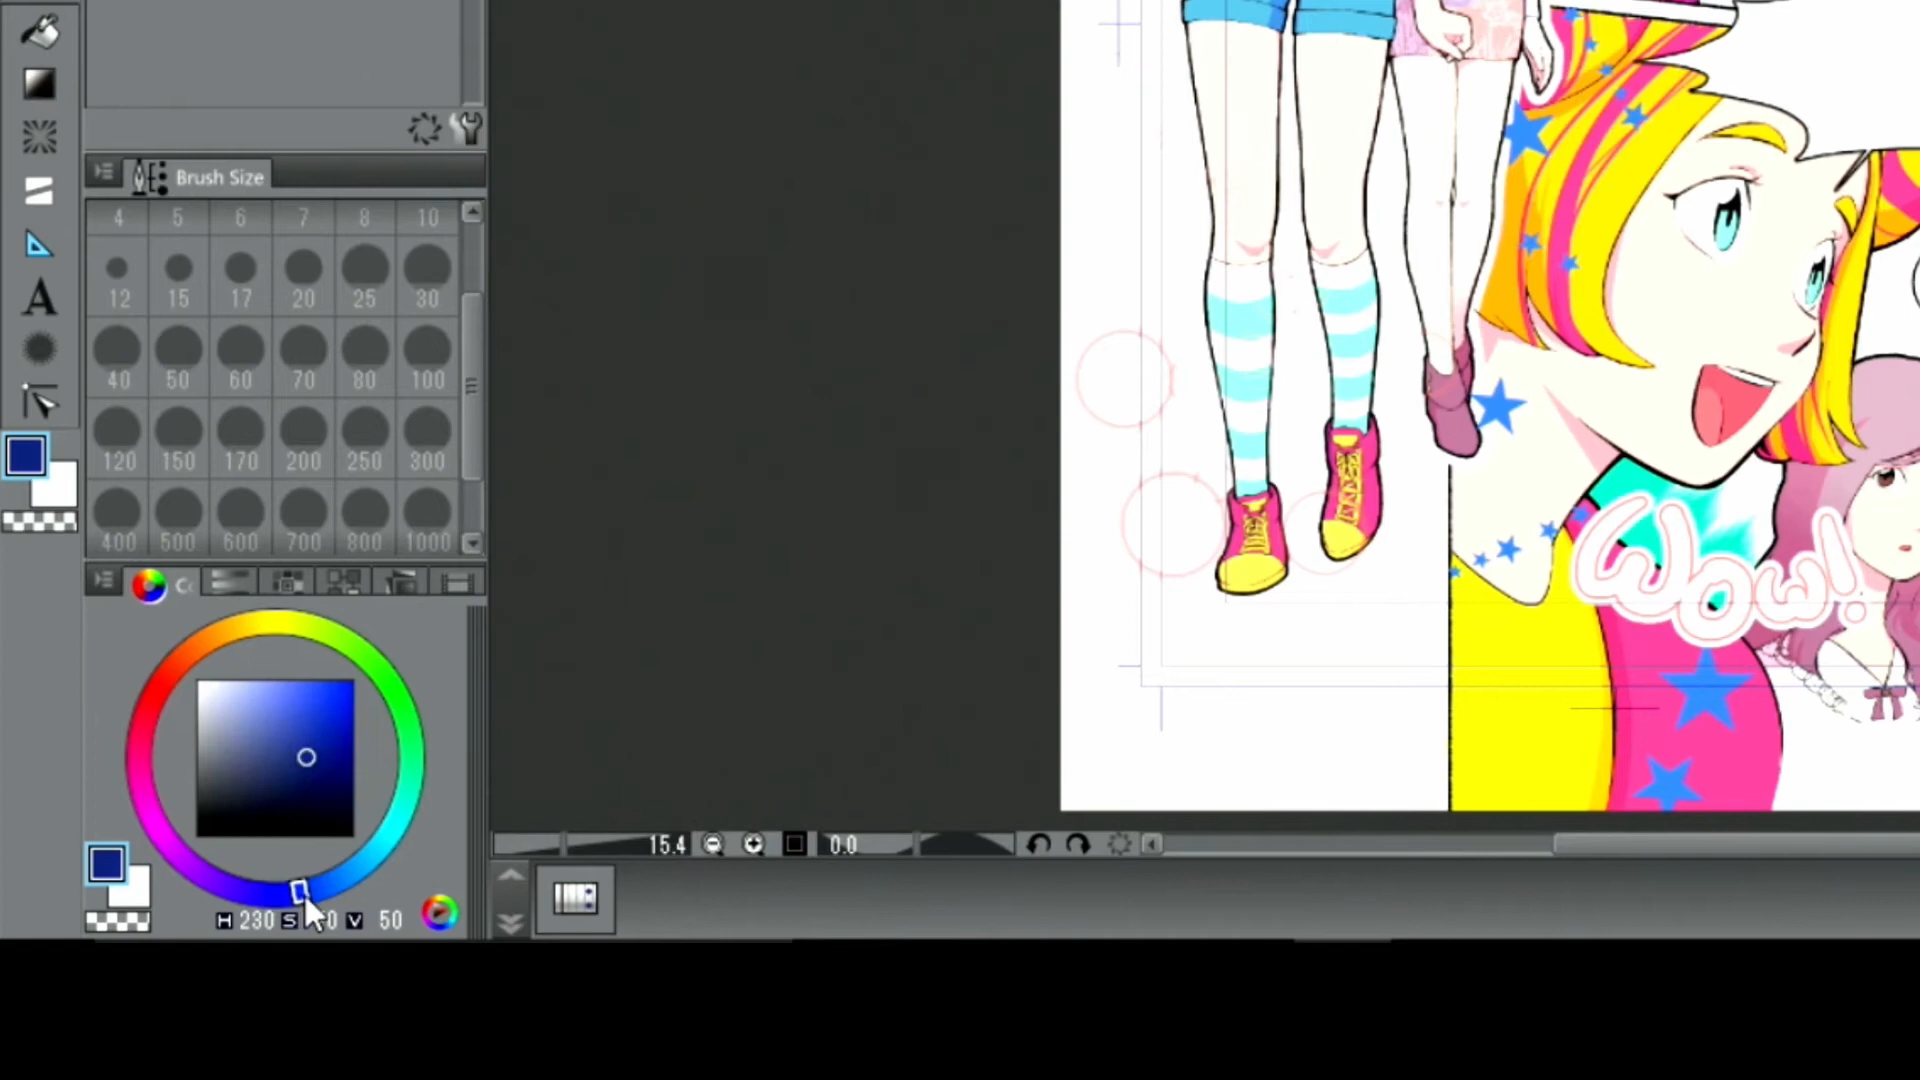 Brush Size
4 5 6 7 8 10
12 15 17 20 25 30
40 50 60 70 80 100
120 150 170 200 250 300
400 500 600 700 800 1000
A
Wow!
15.4 0.0
H 230 S 0 V 50